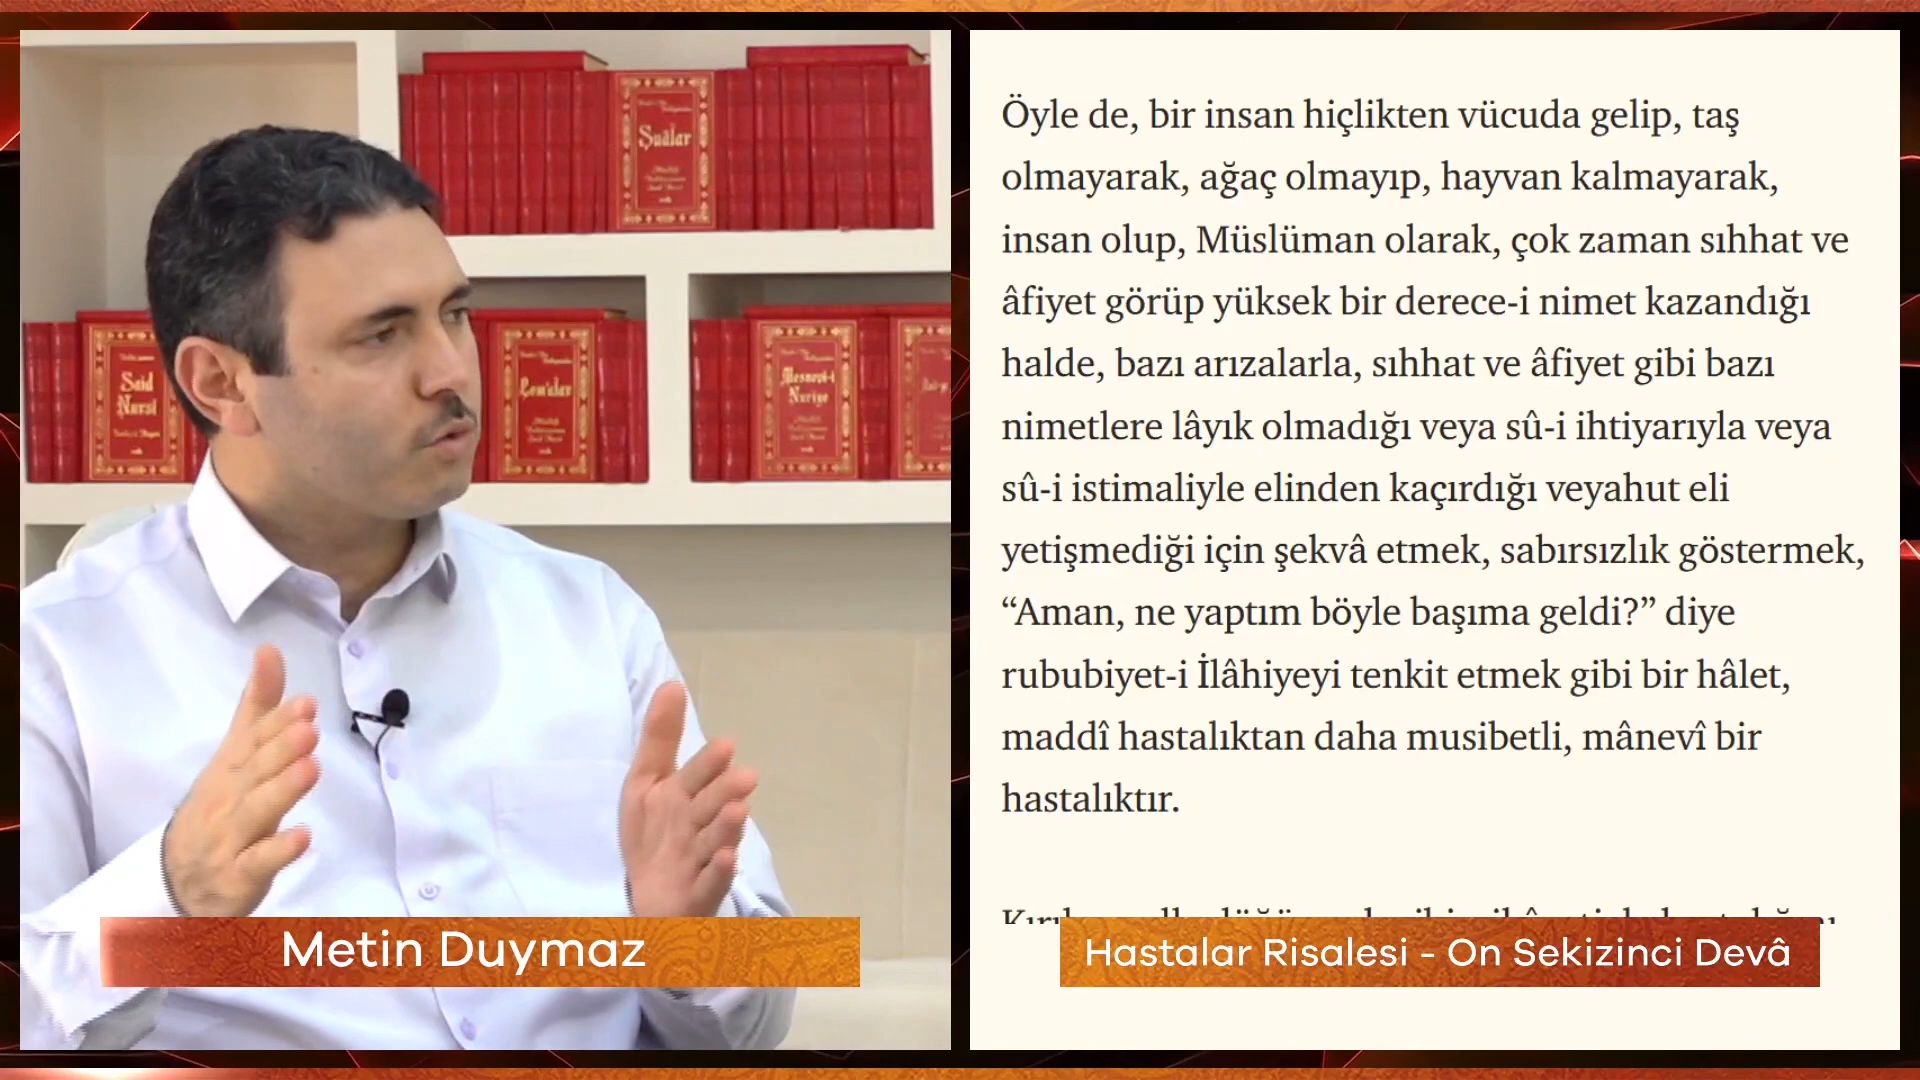 Şuâlar
Said
Nursî
Lem'alar
Mesnevî-i
Nuriye
Metin Duymaz
Öyle de, bir insan hiçlikten vücuda gelip, taş
olmayarak, ağaç olmayıp, hayvan kalmayarak,
insan olup, Müslüman olarak, çok zaman sıhhat ve
âfiyet görüp yüksek bir derece-i nimet kazandığı
halde, bazı arızalarla, sıhhat ve âfiyet gibi bazı
nimetlere lâyık olmadığı veya sû-i ihtiyarıyla veya
sû-i istimaliyle elinden kaçırdığı veyahut eli
yetişmediği için şekvâ etmek, sabırsızlık göstermek,
“Aman, ne yaptım böyle başıma geldi?” diye
rububiyet-i İlâhiyeyi tenkit etmek gibi bir hâlet,
maddî hastalıktan daha musibetli, mânevî bir
hastalıktır.
Hastalar Risalesi - On Sekizinci Devâ